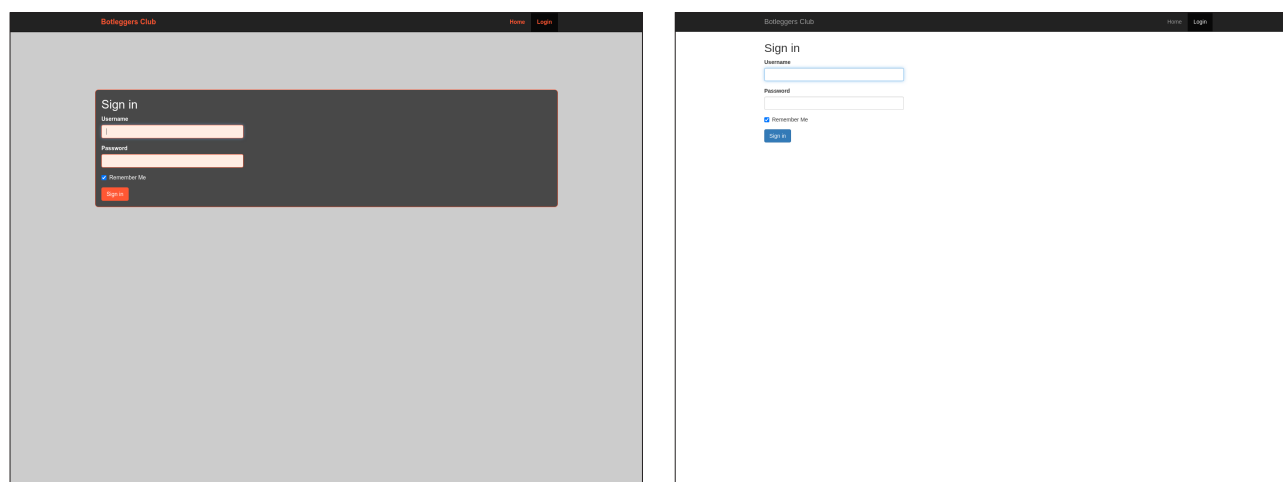 Botleggers Club Home Login
Sign in
Username
Password
Remember Me
Sign in
Botleggers Club Home Login
Sign in
Username
Password
Remember Me
Sign in